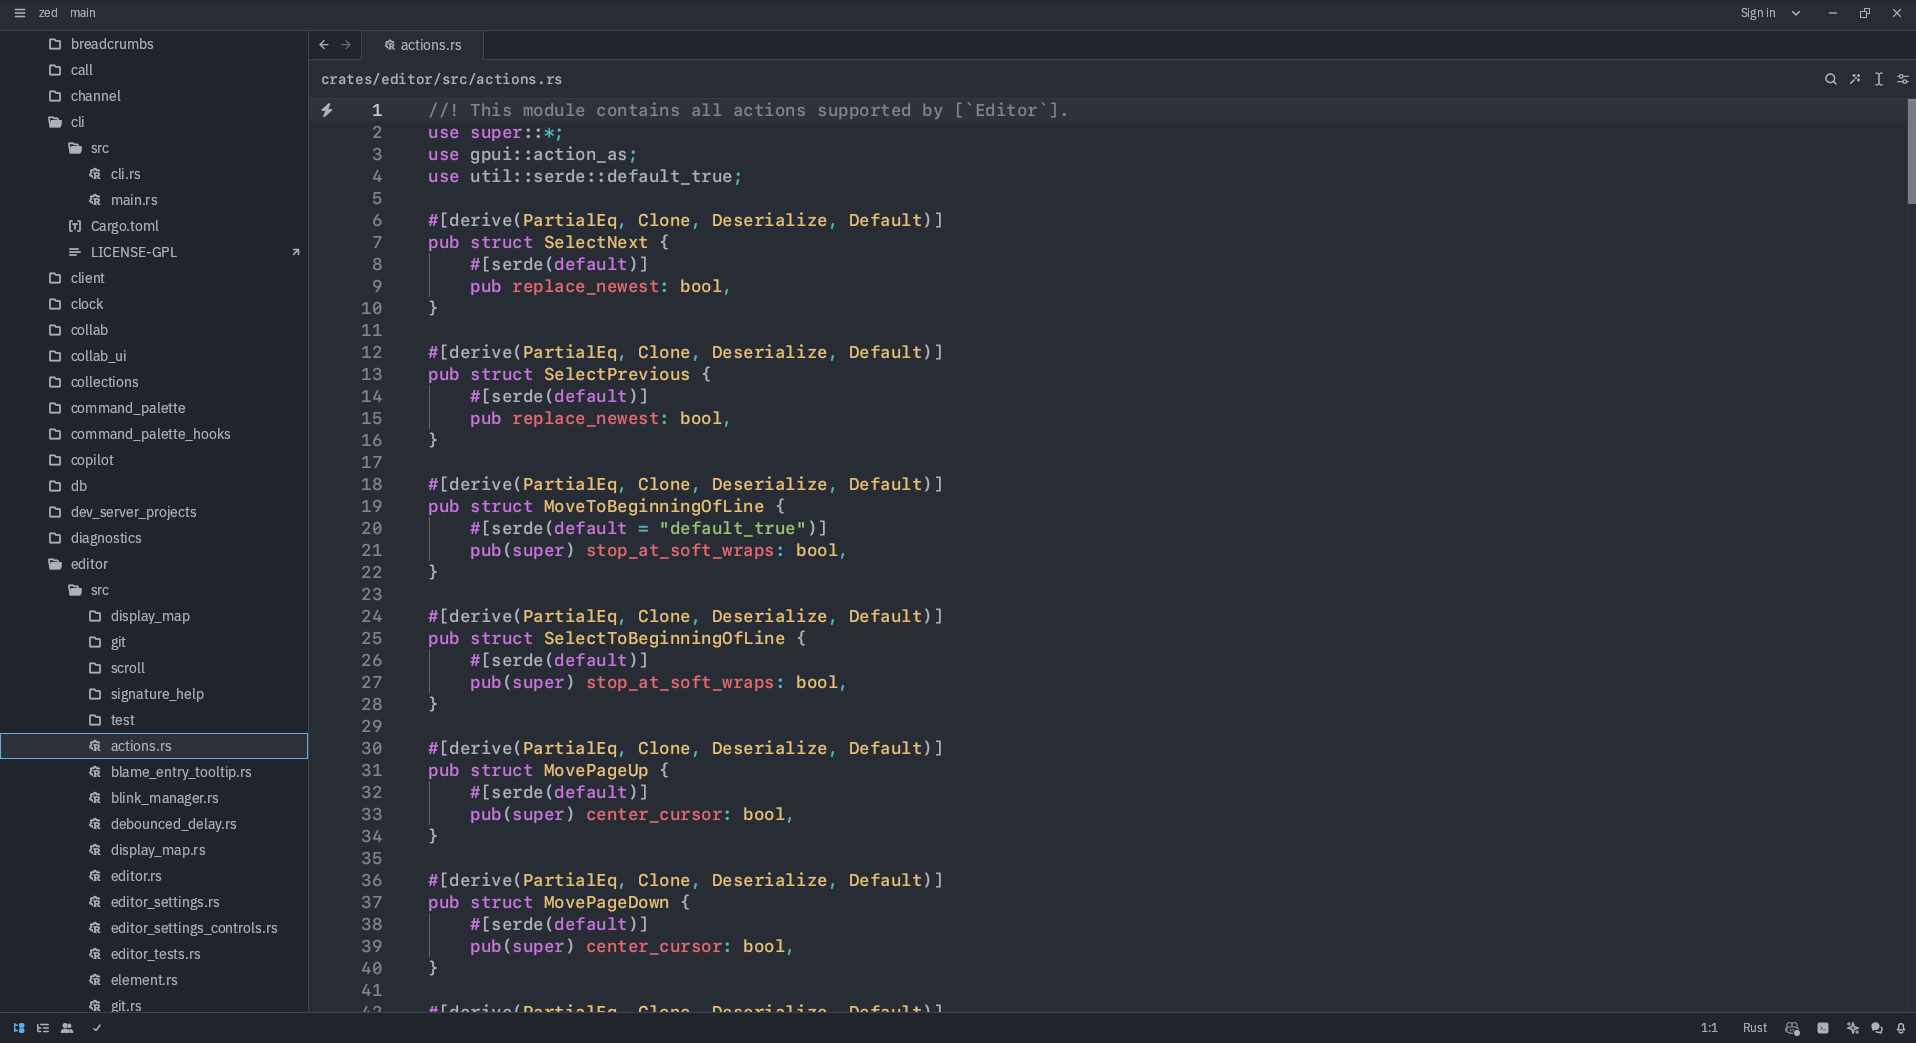 zed main
Sign in
breadcrumbs
call
channel
cli
src
cli.rs
main.rs
Cargo.toml
LICENSE-GPL
client
clock
collab
collab_ui
collections
command_palette
command_palette_hooks
copilot
db
dev_server_projects
diagnostics
editor
src
display_map
git
scroll
signature_help
test
actions.rs
blame_entry_tooltip.rs
blink_manager.rs
debounced_delay.rs
display_map.rs
editor.rs
editor_settings.rs
editor_settings_controls.rs
editor_tests.rs
element.rs
git.rs
actions.rs
crates/editor/src/actions.rs
1 //! This module contains all actions supported by [`Editor`].
2 use super::*;
3 use gpui::action_as;
4 use util::serde::default_true;
5
6 #[derive(PartialEq, Clone, Deserialize, Default)]
7 pub struct SelectNext {
8     #[serde(default)]
9     pub replace_newest: bool,
10 }
11
12 #[derive(PartialEq, Clone, Deserialize, Default)]
13 pub struct SelectPrevious {
14     #[serde(default)]
15     pub replace_newest: bool,
16 }
17
18 #[derive(PartialEq, Clone, Deserialize, Default)]
19 pub struct MoveToBeginningOfLine {
20     #[serde(default = "default_true")]
21     pub(super) stop_at_soft_wraps: bool,
22 }
23
24 #[derive(PartialEq, Clone, Deserialize, Default)]
25 pub struct SelectToBeginningOfLine {
26     #[serde(default)]
27     pub(super) stop_at_soft_wraps: bool,
28 }
29
30 #[derive(PartialEq, Clone, Deserialize, Default)]
31 pub struct MovePageUp {
32     #[serde(default)]
33     pub(super) center_cursor: bool,
34 }
35
36 #[derive(PartialEq, Clone, Deserialize, Default)]
37 pub struct MovePageDown {
38     #[serde(default)]
39     pub(super) center_cursor: bool,
40 }
41
42 #[derive(PartialEq, Clone, Deserialize, Default)]
1:1 Rust